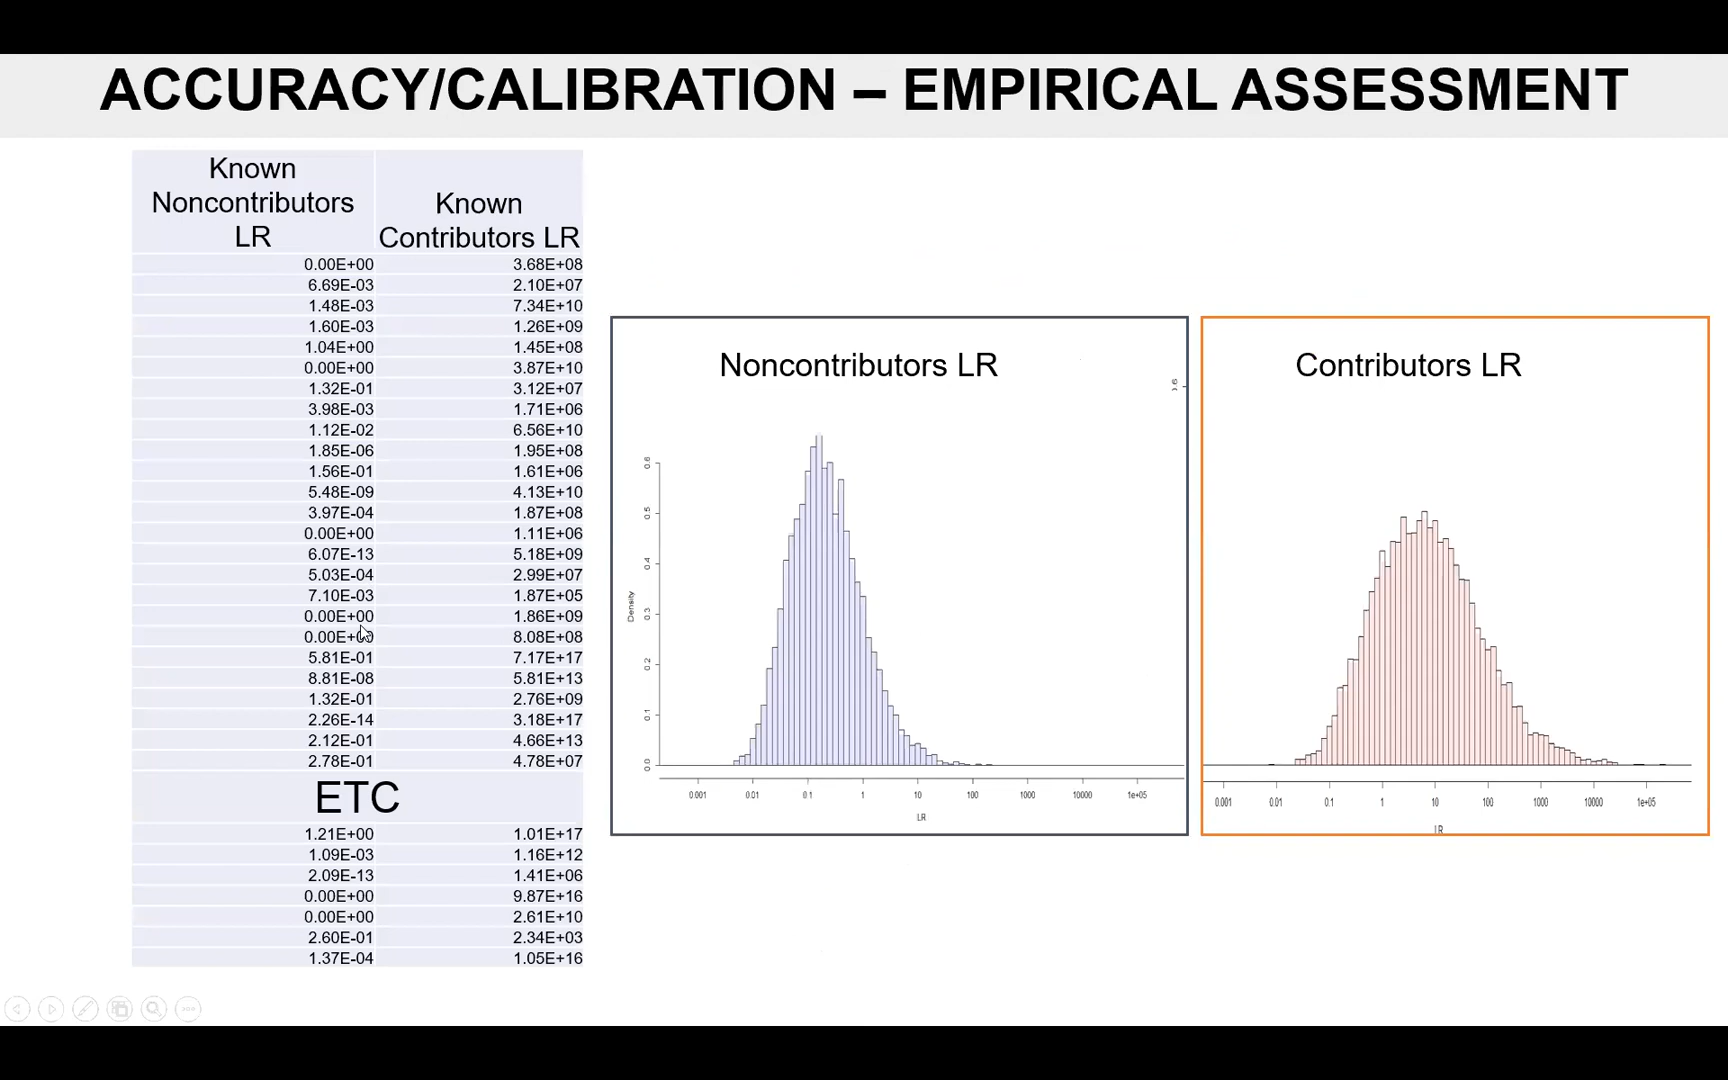 ACCURACY/CALIBRATION – EMPIRICAL ASSESSMENT
Known
Noncontributors
LR
Known
Contributors LR
0.00E+00 3.68E+08
6.69E-03 2.10E+07
1.48E-03 7.34E+10
1.60E-03 1.26E+09
1.04E+00 1.45E+08
0.00E+00 3.87E+10
1.32E-01 3.12E+07
3.98E-03 1.71E+06
1.12E-02 6.56E+10
1.85E-06 1.95E+08
1.56E-01 1.61E+06
5.48E-09 4.13E+10
3.97E-04 1.87E+08
0.00E+00 1.11E+06
6.07E-13 5.18E+09
5.03E-04 2.99E+07
7.10E-03 1.87E+05
0.00E+00 1.86E+09
0.00E+00 8.08E+08
5.81E-01 7.17E+17
8.81E-08 5.81E+13
1.32E-01 2.76E+09
2.26E-14 3.18E+17
2.12E-01 4.66E+13
2.78E-01 4.78E+07
ETC
1.21E+00 1.01E+17
1.09E-03 1.16E+12
2.09E-13 1.41E+06
0.00E+00 9.87E+16
0.00E+00 2.61E+10
2.60E-01 2.34E+03
1.37E-04 1.05E+16
Noncontributors LR
0.6
0.5
0.4
0.3
0.2
0.1
0.0
Density
0.001 0.01 0.1 1 10 100 1000 10000 1e+05
LR
Contributors LR
0.001 0.01 0.1 1 10 100 1000 10000 1e+05
LR